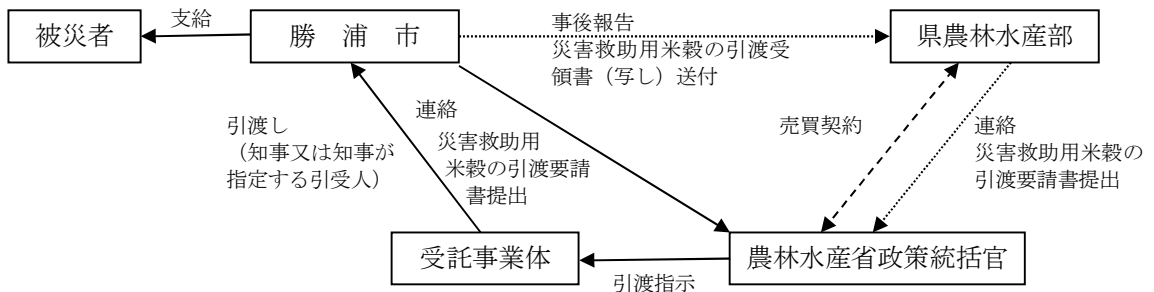 支給
被災者
勝　浦　市
事後報告
災害救助用米穀の引渡受
領書（写し）送付
県農林水産部
引渡し
（知事又は知事が
指定する引受人）
連絡
災害救助用
米穀の引渡要請
書提出
売買契約
連絡
災害救助用米穀の
引渡要請書提出
受託事業体
引渡指示
農林水産省政策統括官